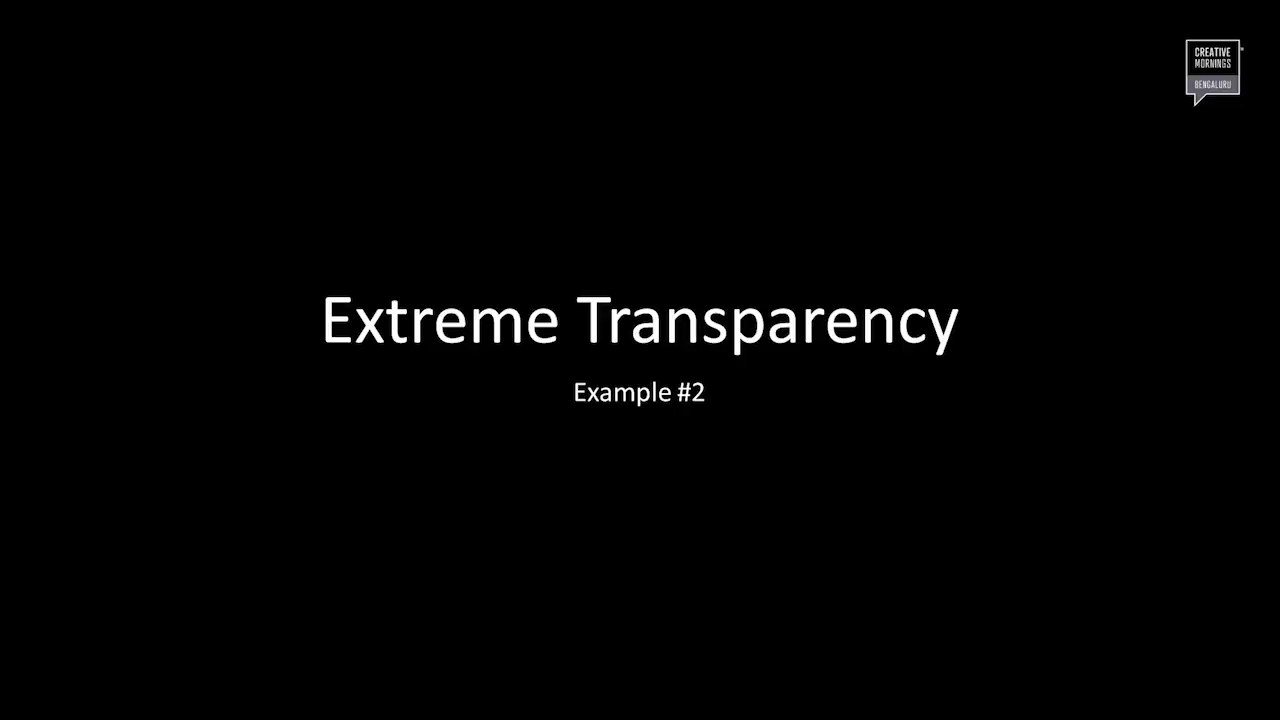 CREATIVE
MORNINGS
BENGALURU
Extreme Transparency
Example #2